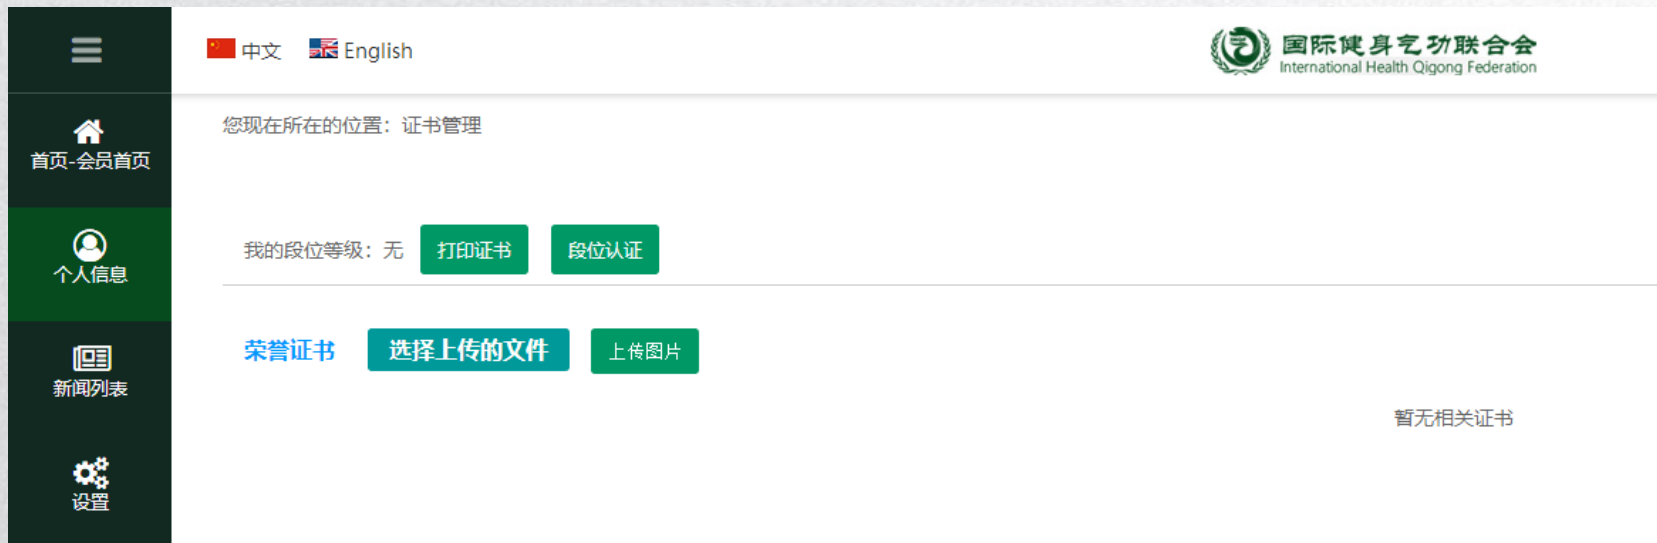 中文 English
国际健身气功联合会
International Health Qigong Federation
首页-会员首页
个人信息
新闻列表
设置
您现在所在的位置：证书管理
我的段位等级：无 打印证书 段位认证
荣誉证书 选择上传的文件 上传图片
暂无相关证书